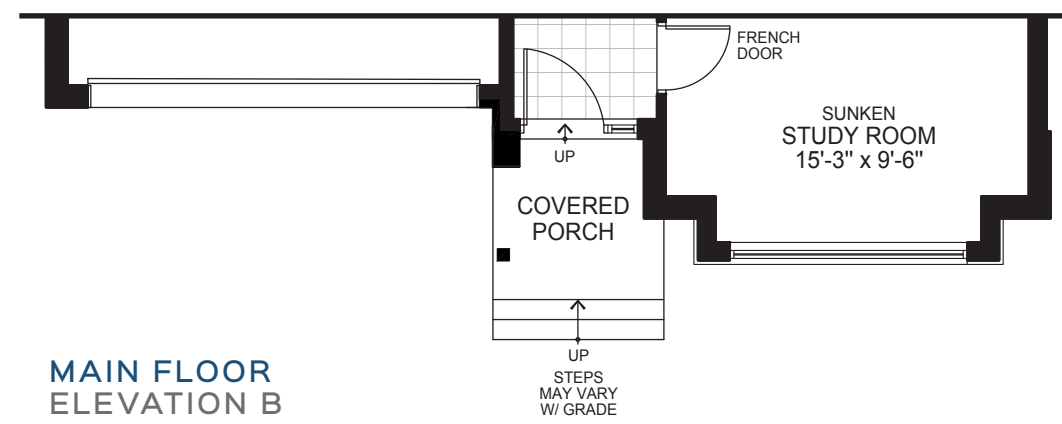 FRENCH
DOOR
SUNKEN
STUDY ROOM
15'-3" x 9'-6"
UP
COVERED
PORCH
UP
STEPS
MAY VARY
W/ GRADE
MAIN FLOOR
ELEVATION B